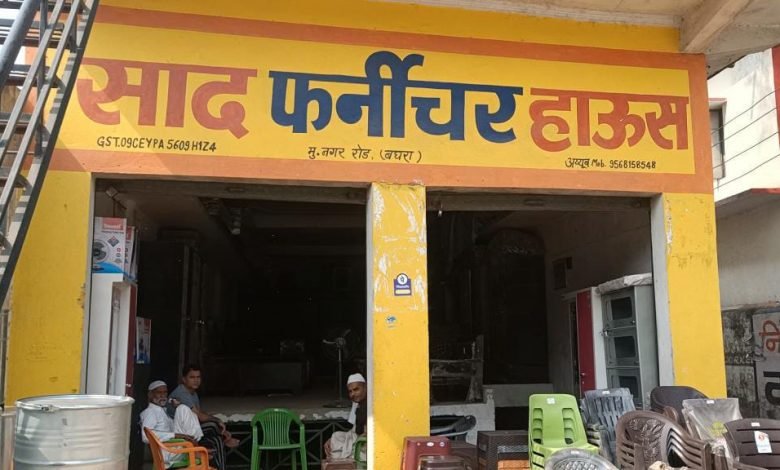 साद फर्नीचर हाऊस
GST.09CEYPA5609H1Z4
मु.नगर रोड, (बघरा)
अय्यूब Mob. 9568158548